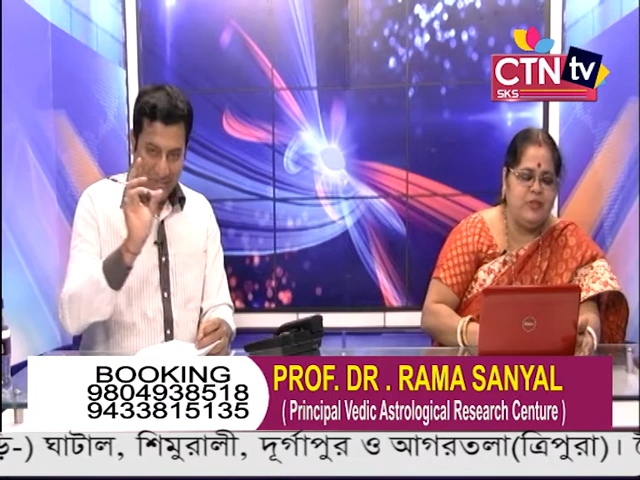 CTN tv
SKS
BOOKING
9804938518
9433815135
PROF. DR . RAMA SANYAL
( Principal Vedic Astrological Research Centure )
-) ঘাটাল, শিমুরালী, দূর্গাপুর ও আগরতলা(ত্রিপুরা)।